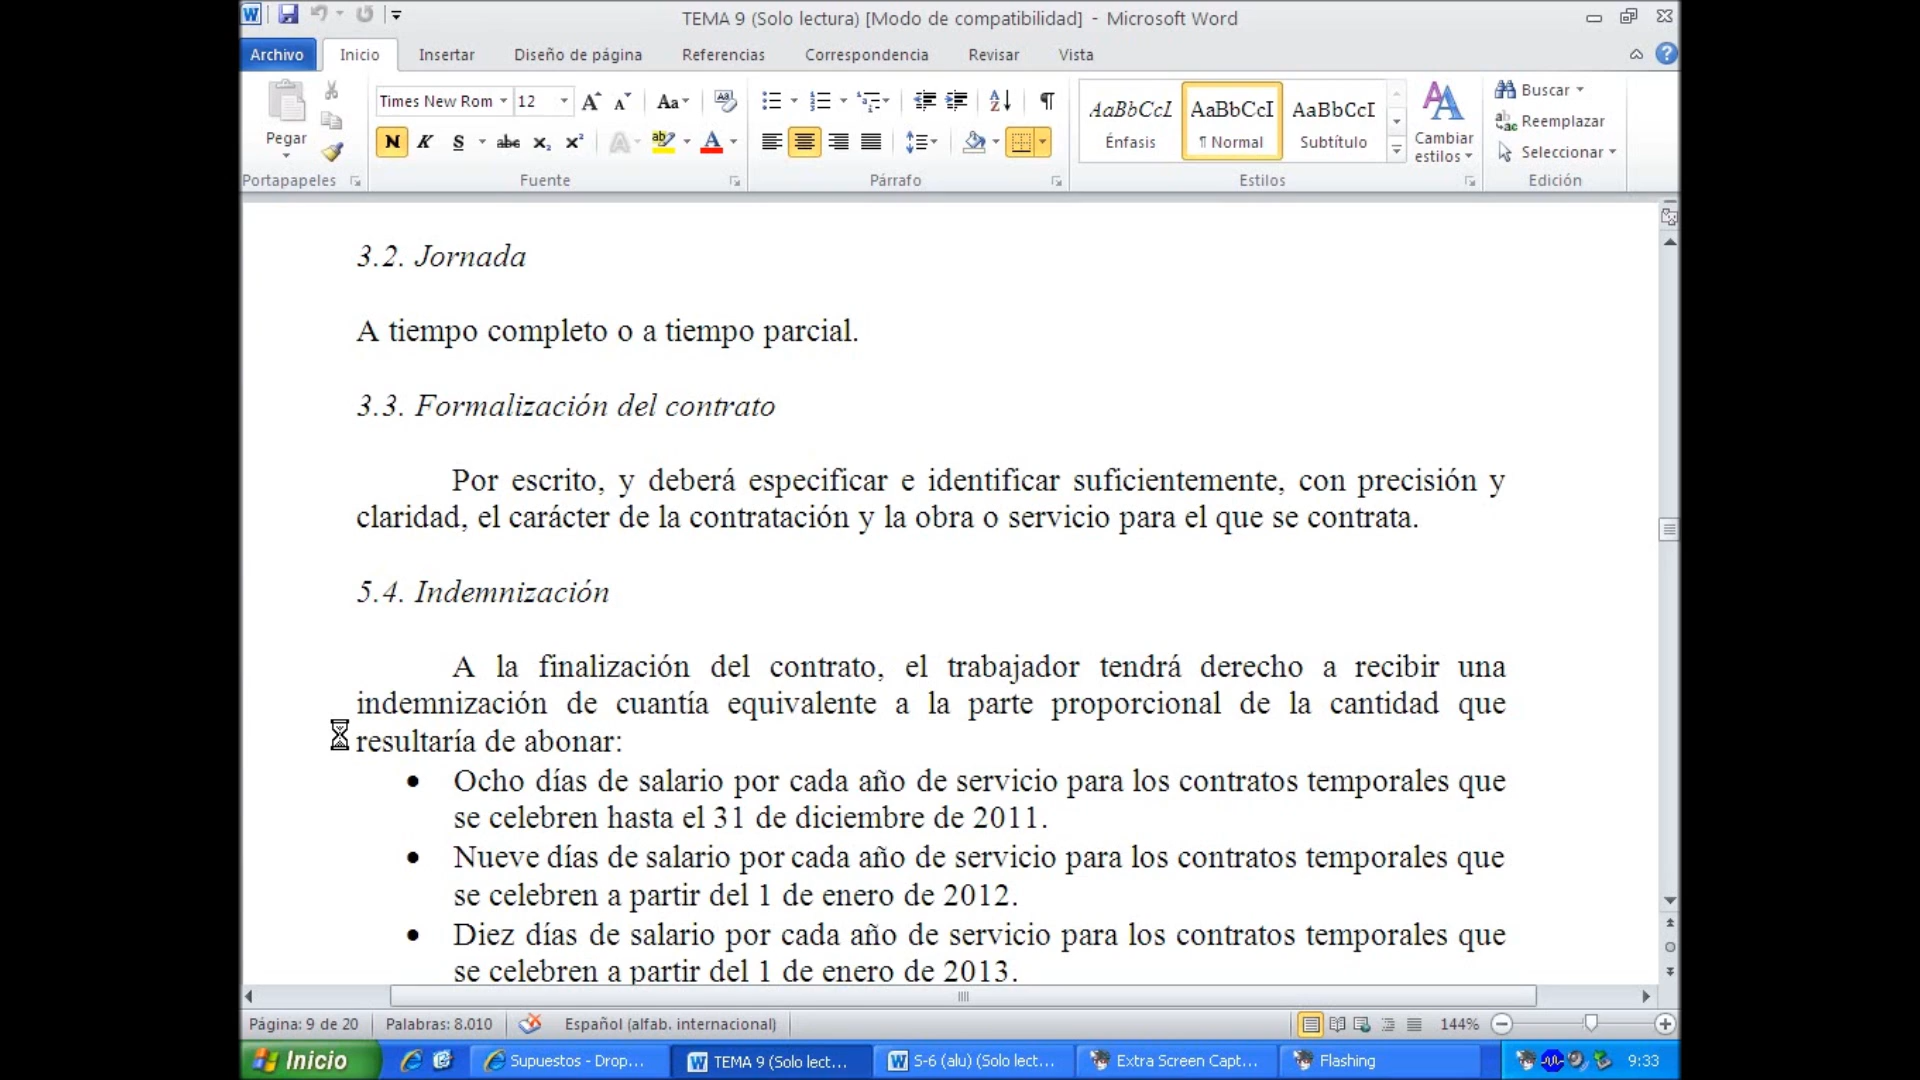 TEMA 9 (Solo lectura) [Modo de compatibilidad] - Microsoft Word
Archivo Inicio Insertar Diseño de página Referencias Correspondencia Revisar Vista
Times New Rom 12 Aa
AaBbCcI AaBbCcI AaBbCcI
Buscar
Reemplazar
Seleccionar
Pegar
N K S abc x₂ x²
Énfasis ¶ Normal Subtítulo
Cambiar
estilos
Portapapeles Fuente Párrafo Estilos Edición
3.2. Jornada
A tiempo completo o a tiempo parcial.
3.3. Formalización del contrato
Por escrito, y deberá especificar e identificar suficientemente, con precisión y
claridad, el carácter de la contratación y la obra o servicio para el que se contrata.
5.4. Indemnización
A la finalización del contrato, el trabajador tendrá derecho a recibir una
indemnización de cuantía equivalente a la parte proporcional de la cantidad que
resultaría de abonar:
• Ocho días de salario por cada año de servicio para los contratos temporales que
se celebren hasta el 31 de diciembre de 2011.
• Nueve días de salario por cada año de servicio para los contratos temporales que
se celebren a partir del 1 de enero de 2012.
• Diez días de salario por cada año de servicio para los contratos temporales que
se celebren a partir del 1 de enero de 2013.
Página: 9 de 20 Palabras: 8.010 Español (alfab. internacional) 144%
Inicio Supuestos - Drop... TEMA 9 (Solo lect... S-6 (alu) (Solo lect... Extra Screen Capt... Flashing 9:33